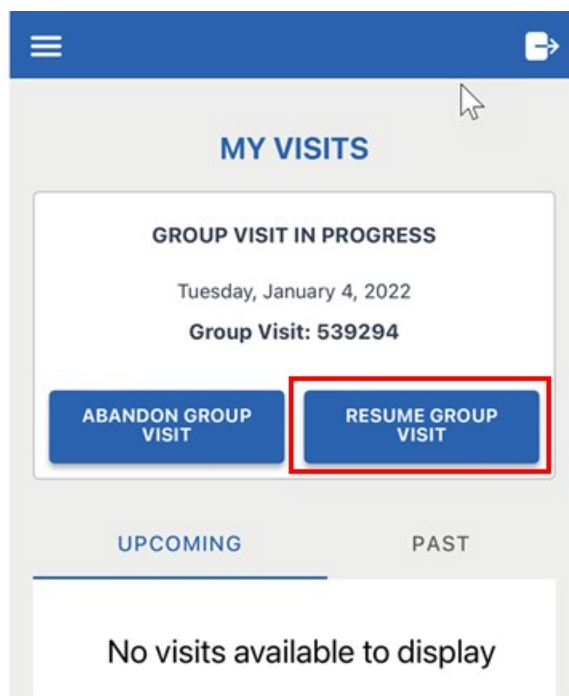 MY VISITS
GROUP VISIT IN PROGRESS
Tuesday, January 4, 2022
Group Visit: 539294
ABANDON GROUP
VISIT
RESUME GROUP
VISIT
UPCOMING
PAST
No visits available to display